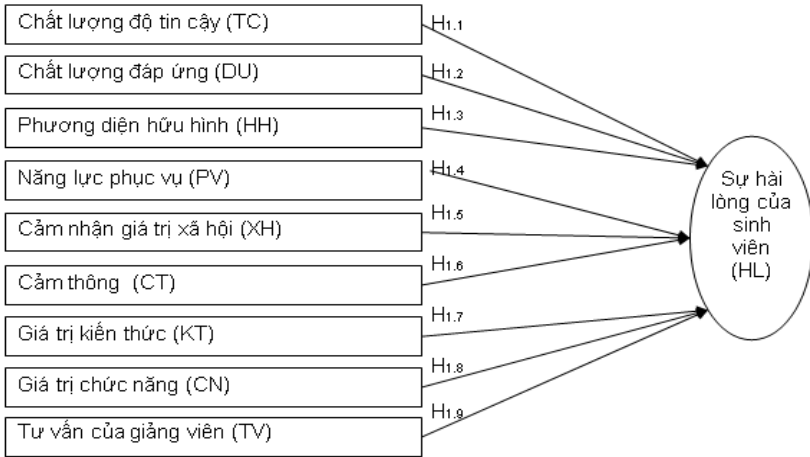 Chất lượng độ tin cậy (TC)
H1.1
Chất lượng đáp ứng (DU)
H1.2
Phương diện hữu hình (HH)
H1.3
Năng lực phục vụ (PV)
H1.4
Cảm nhận giá trị xã hội (XH)
H1.5
Cảm thông (CT)
H1.6
Giá trị kiến thức (KT)
H1.7
Giá trị chức năng (CN)
H1.8
Tư vấn của giảng viên (TV)
H1.9
Sự hài
lòng của
sinh
viên
(HL)